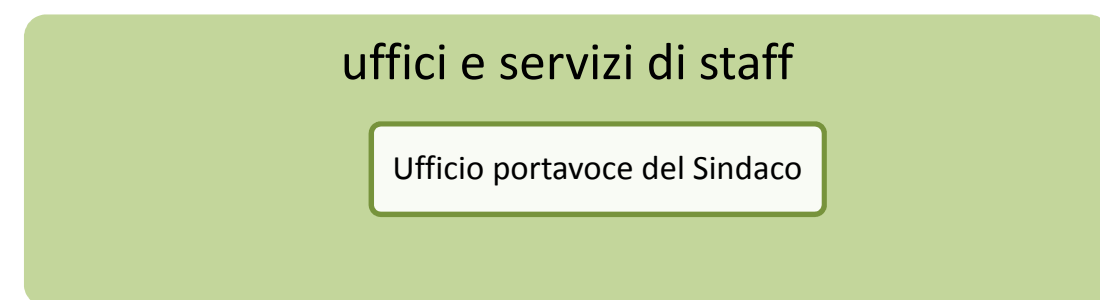 uffici e servizi di staff
Ufficio portavoce del Sindaco